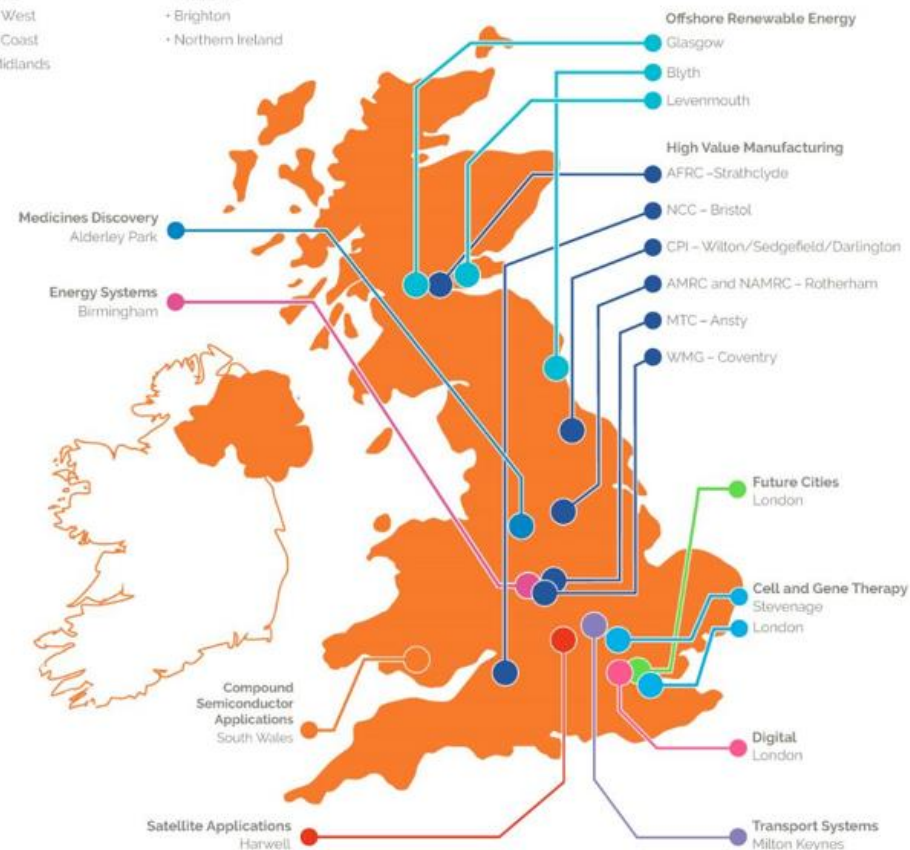 West
Coast
Midlands
• Brighton
• Northern Ireland
Offshore Renewable Energy
Glasgow
Blyth
Levenmouth
High Value Manufacturing
AFRC –Strathclyde
NCC – Bristol
CPI – Wilton/Sedgefield/Darlington
AMRC and NAMRC – Rotherham
MTC – Ansty
WMG – Coventry
Medicines Discovery
Alderley Park
Energy Systems
Birmingham
Future Cities
London
Cell and Gene Therapy
Stevenage
London
Compound
Semiconductor
Applications
South Wales
Digital
London
Satellite Applications
Harwell
Transport Systems
Milton Keynes